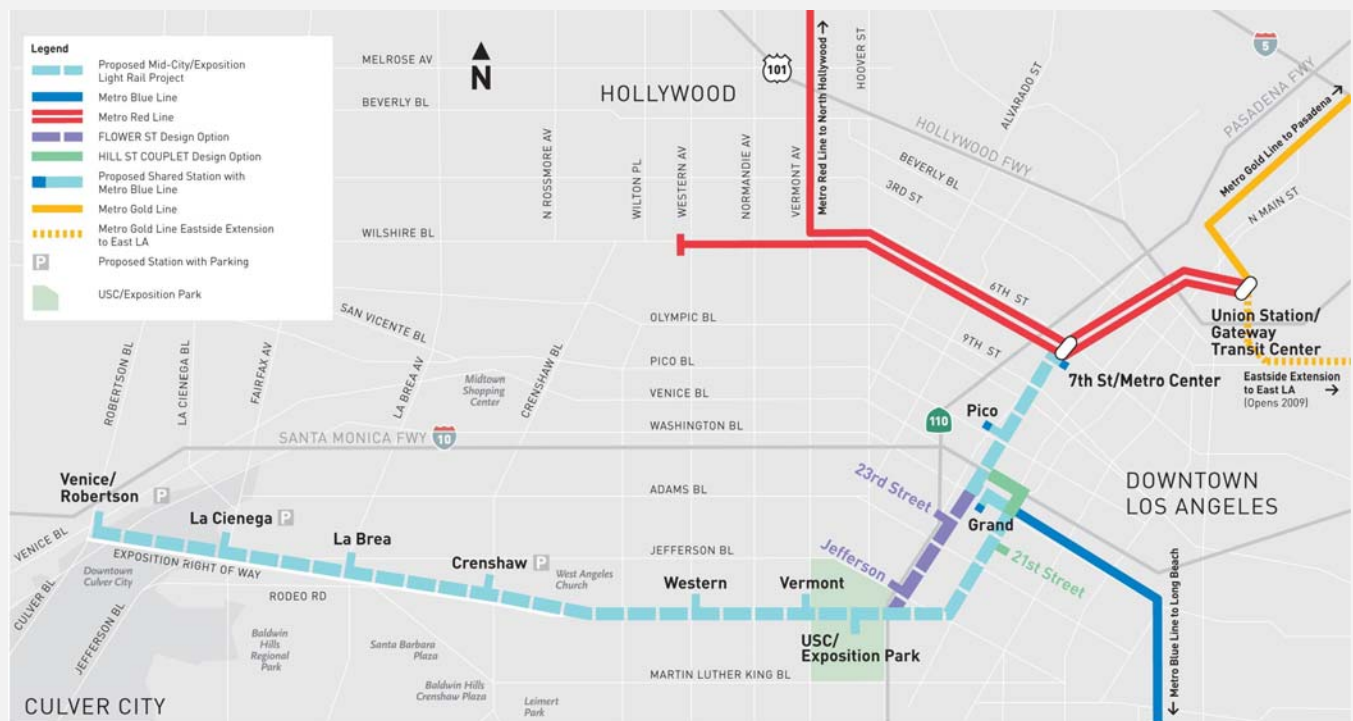 Legend
Proposed Mid-City/Exposition
Light Rail Project
Metro Blue Line
Metro Red Line
FLOWER ST Design Option
HILL ST COUPLET Design Option
Proposed Shared Station with
Metro Blue Line
Metro Gold Line
Metro Gold Line Eastside Extension
to East LA
P
Proposed Station with Parking
USC/Exposition Park
N
MELROSE AV
BEVERLY BL
HOLLYWOOD
101
HOOVER ST
Metro Red Line to North Hollywood →
ALVARADO ST
5
PASADENA FWY
HOLLYWOOD FWY
BEVERLY BL
3RD ST
Metro Gold Line to Pasadena →
N MAIN ST
N ROSSMORE AV
WILTON PL
WESTERN AV
NORMANDIE AV
VERMONT AV
WILSHIRE BL
6TH ST
9TH ST
Union Station/
Gateway
Transit Center
7th St/Metro Center
Eastside Extension
to East LA →
(Opens 2009)
SAN VICENTE BL
OLYMPIC BL
PICO BL
VENICE BL
WASHINGTON BL
ROBERTSON BL
LA CIENEGA BL
FAIRFAX AV
LA BREA AV
CRENSHAW BL
Midtown
Shopping
Center
SANTA MONICA FWY
10
110
Pico
DOWNTOWN
LOS ANGELES
Venice/
Robertson
P
La Cienega
P
La Brea
Crenshaw
P
ADAMS BL
JEFFERSON BL
23rd Street
Jefferson
Grand
21st Street
VENICE BL
CULVER BL
JEFFERSON BL
Downtown
Culver City
EXPOSITION RIGHT OF WAY
RODEO RD
West Angeles
Church
Western
Vermont
USC/
Exposition Park
Baldwin
Hills
Regional
Park
Santa Barbara
Plaza
Baldwin Hills
Crenshaw Plaza
Leimert
Park
MARTIN LUTHER KING BL
← Metro Blue Line to Long Beach
CULVER CITY